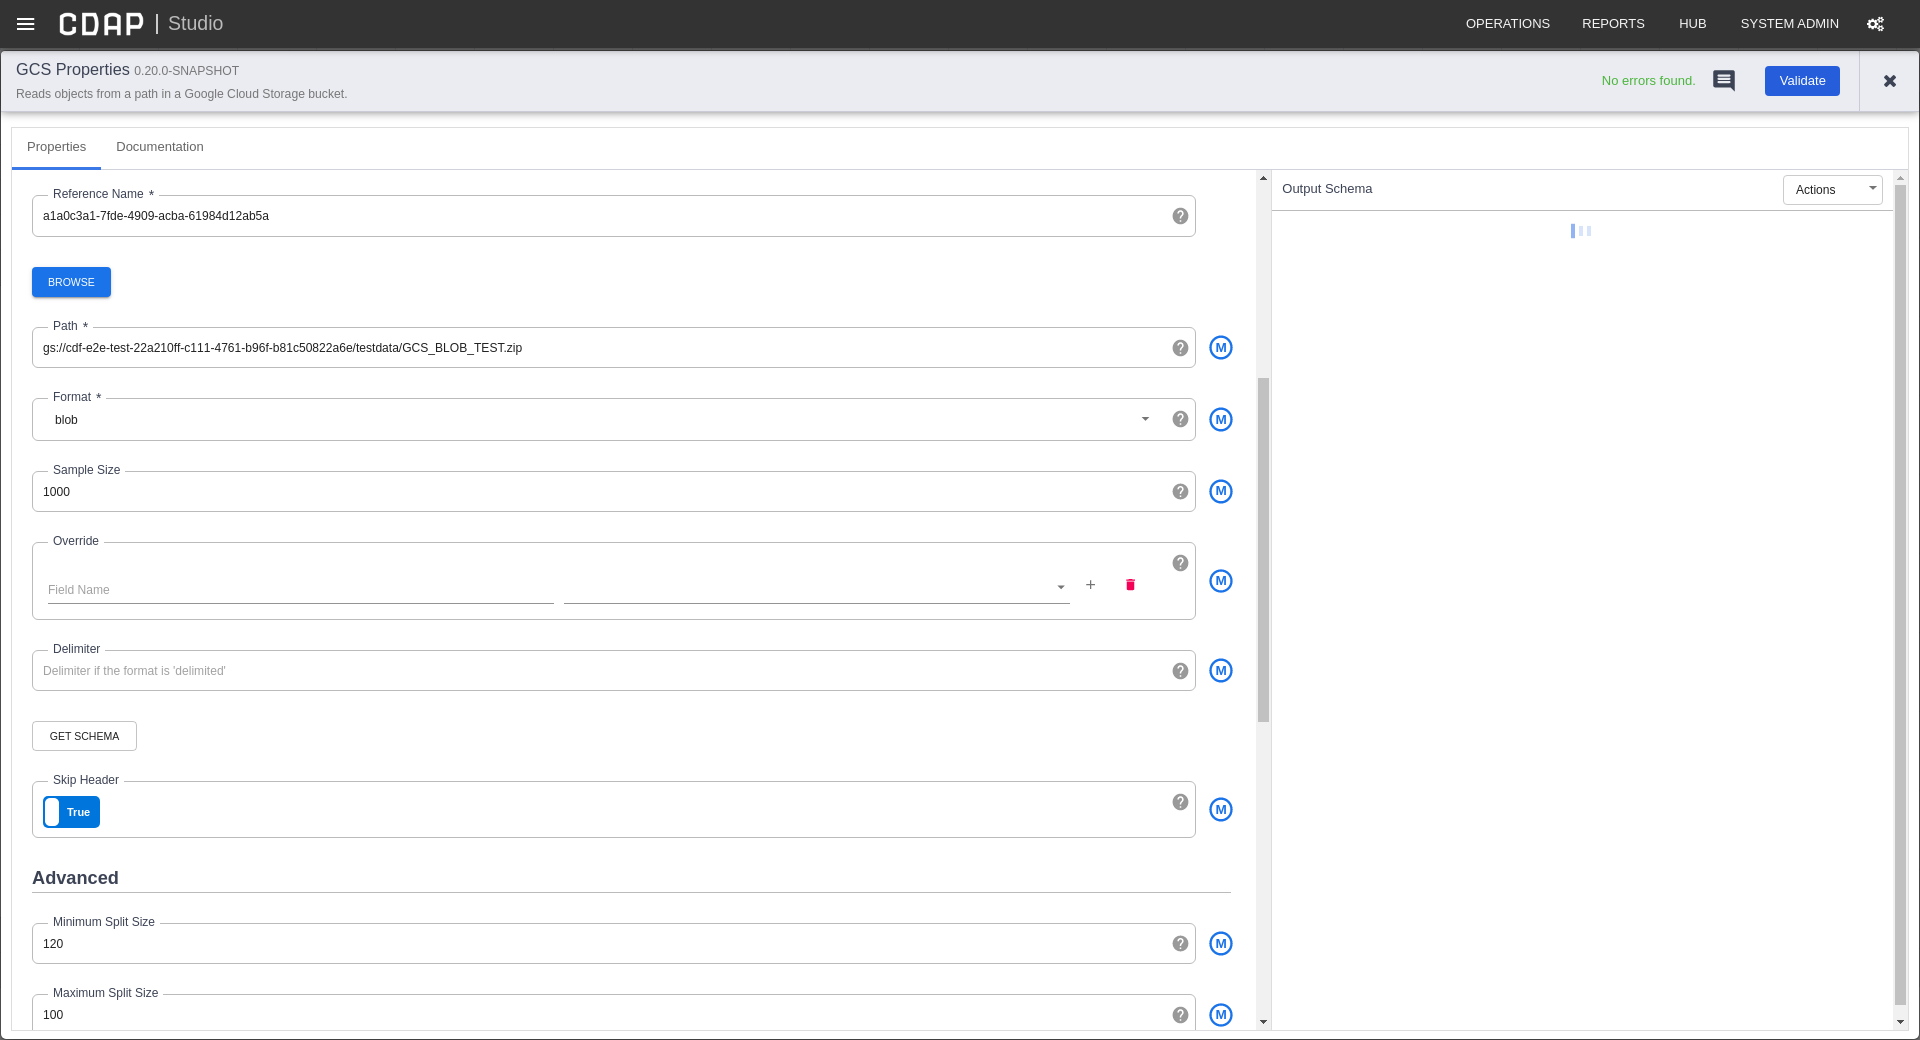 CDAP | Studio
OPERATIONS REPORTS HUB SYSTEM ADMIN
GCS Properties 0.20.0-SNAPSHOT
Reads objects from a path in a Google Cloud Storage bucket.
No errors found.
Validate
Properties Documentation
Reference Name *
a1a0c3a1-7fde-4909-acba-61984d12ab5a
BROWSE
Path *
gs://cdf-e2e-test-22a210ff-c111-4761-b96f-b81c50822a6e/testdata/GCS_BLOB_TEST.zip
M
Format *
blob
M
Sample Size
1000
M
Override
Field Name
M
Delimiter
Delimiter if the format is 'delimited'
M
GET SCHEMA
Skip Header
True
M
Advanced
Minimum Split Size
120
M
Maximum Split Size
100
M
Output Schema
Actions